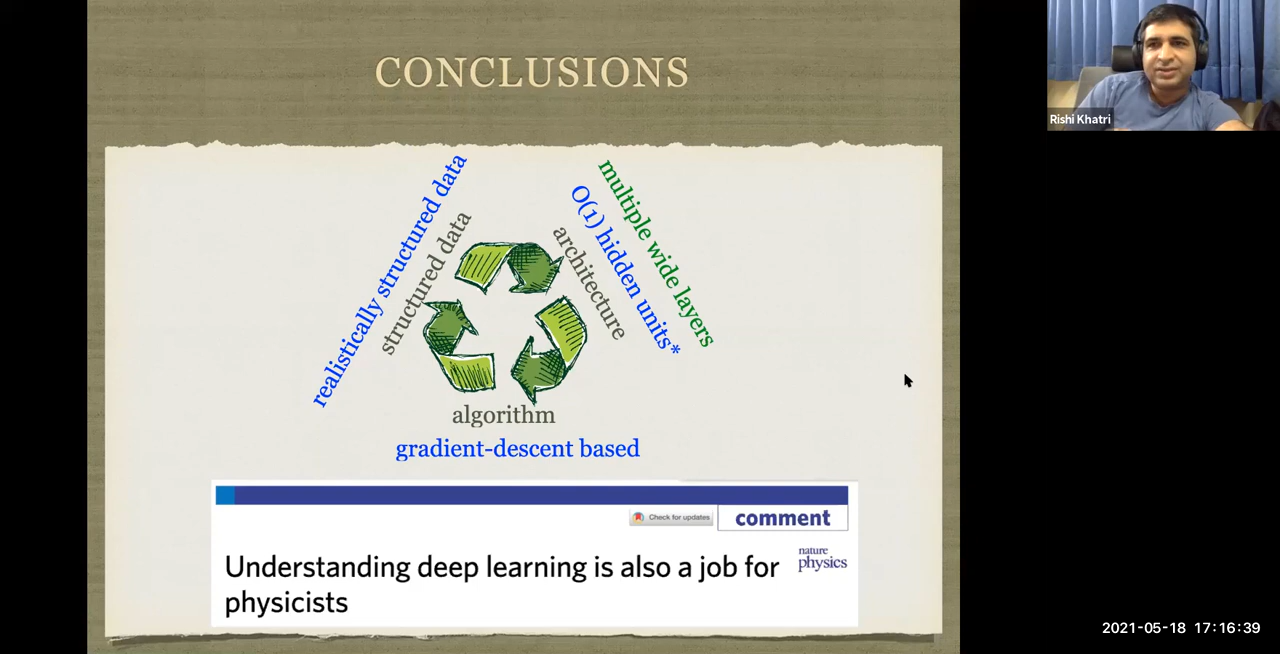 CONCLUSIONS
Rishi Khatri
realistically structured data
structured data
multiple wide layers
O(1) hidden units*
architecture
algorithm
gradient-descent based
Check for updates
comment
Understanding deep learning is also a job for
physicists
nature
physics
2021-05-18 17:16:39